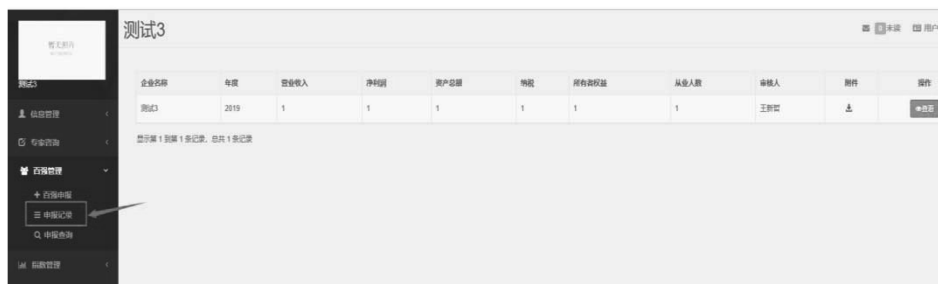 测试3
未读 用户
暂无照片
测试3
企业名称 年度 营业收入 净利润 资产总额 纳税 所有者权益 从业人数 审核人 附件 操作
测试3 2019 1 1 1 1 1 1 王新哲 查看
显示第 1 到第 1 条记录，总共 1 条记录
信息管理
专家咨询
百强管理
百强申报
申报记录
申报查询
指数管理